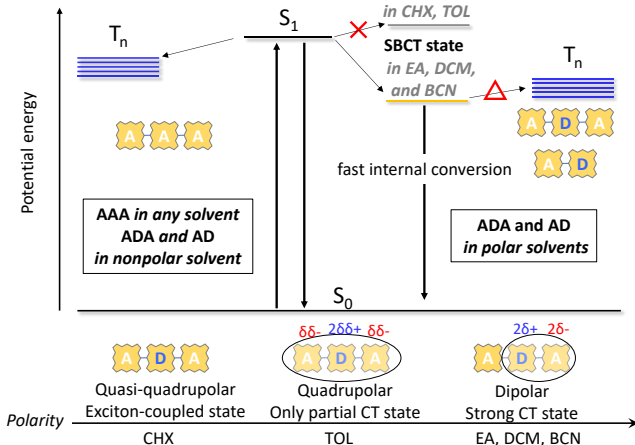 Potential energy
S1
Tn
in CHX, TOL
SBCT state
in EA, DCM,
and BCN
Tn
A A A
A D A
A D
fast internal conversion
AAA in any solvent
ADA and AD
in nonpolar solvent
ADA and AD
in polar solvents
S0
δδ- 2δδ+ δδ-
2δ+ 2δ-
A D A
A D A
A D A
Quasi-quadrupolar
Exciton-coupled state
Quadrupolar
Only partial CT state
Dipolar
Strong CT state
Polarity
CHX
TOL
EA, DCM, BCN